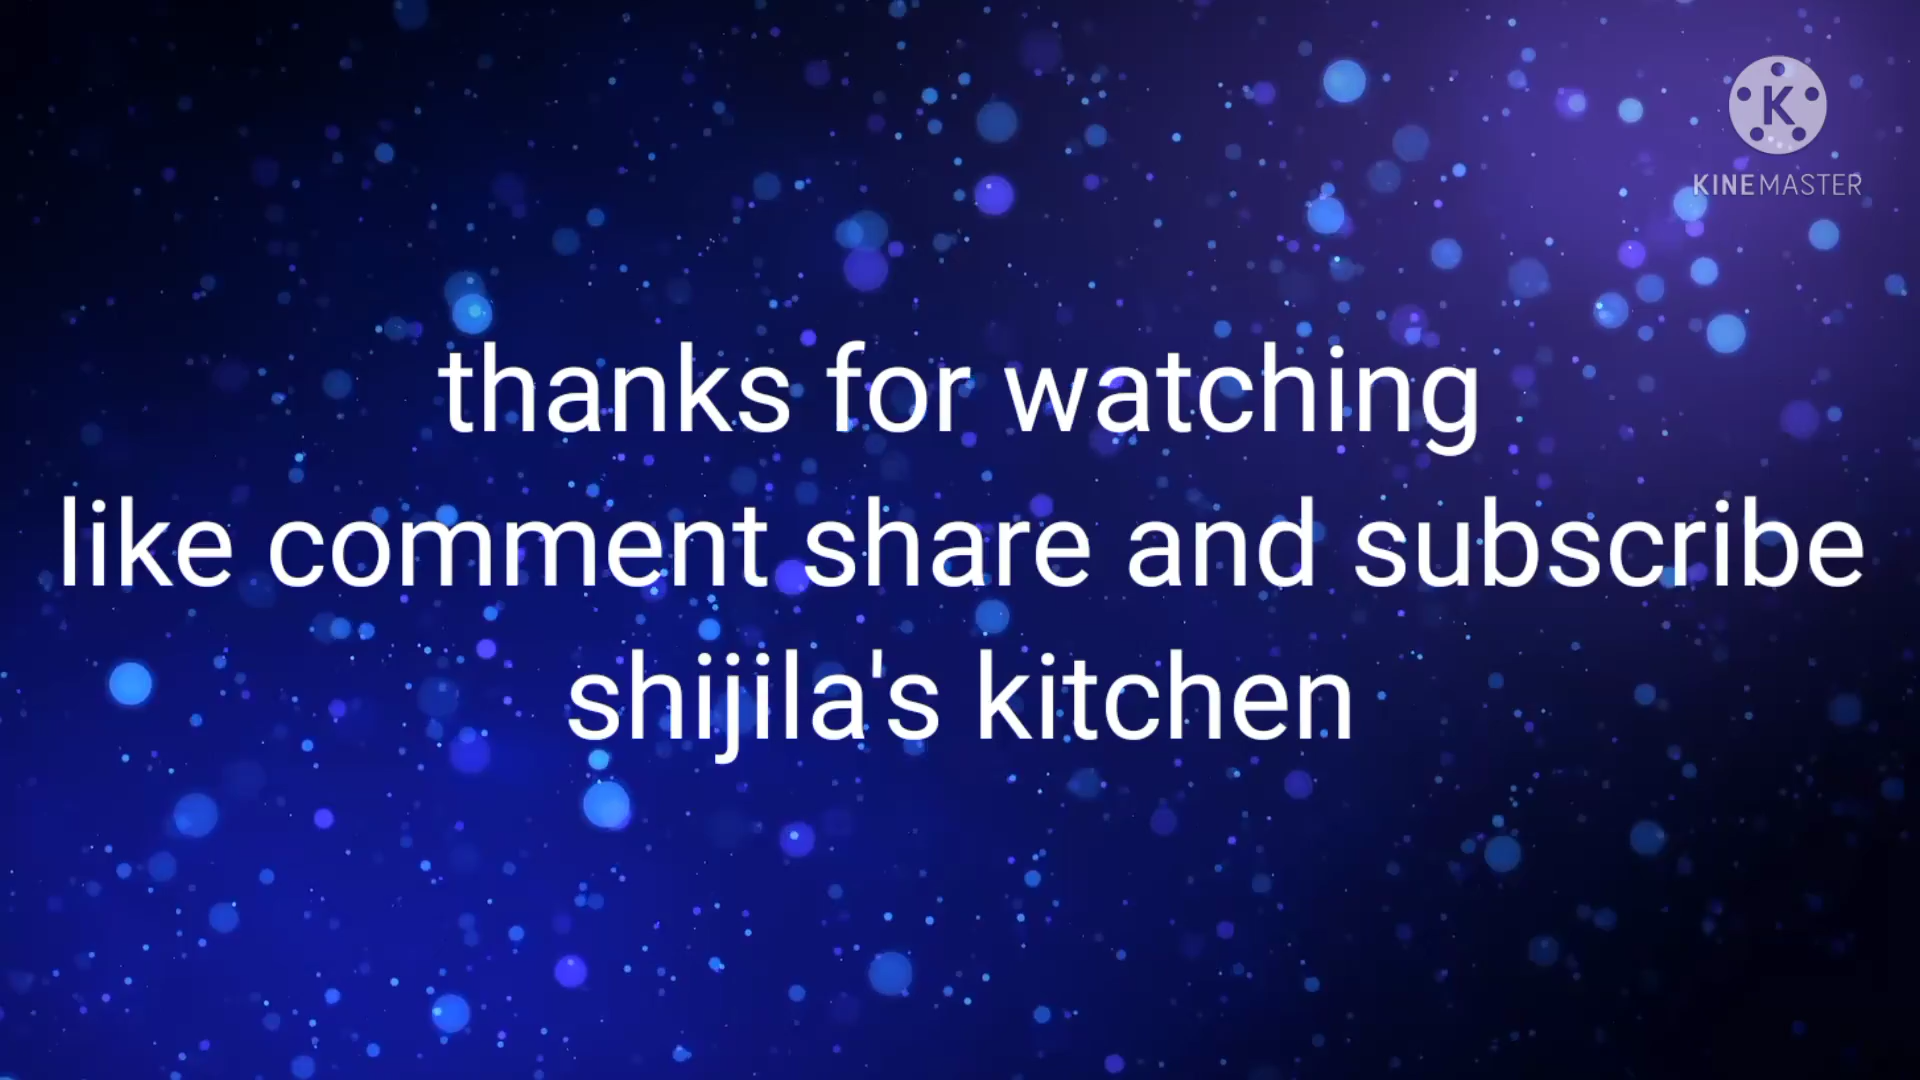 K
KINEMASTER
thanks for watching
like comment share and subscribe
shijila's kitchen